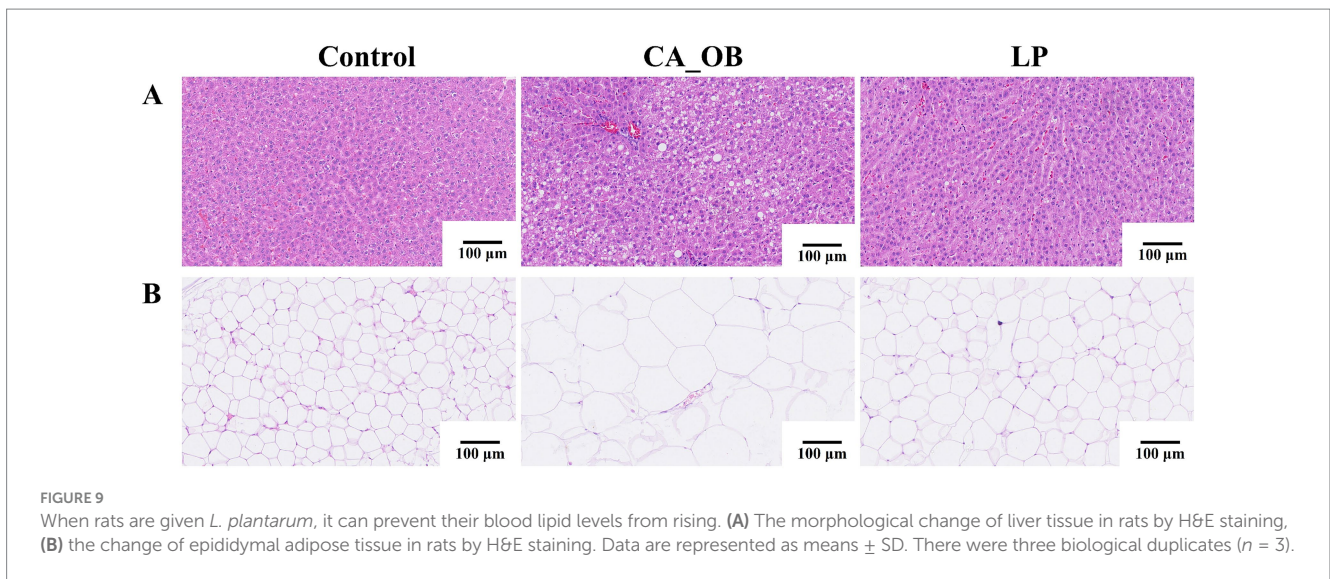 Control CA_OB LP
A
100 µm 100 µm 100 µm
B
100 µm 100 µm 100 µm
FIGURE 9
When rats are given L. plantarum, it can prevent their blood lipid levels from rising. (A) The morphological change of liver tissue in rats by H&E staining,
(B) the change of epididymal adipose tissue in rats by H&E staining. Data are represented as means ± SD. There were three biological duplicates (n = 3).